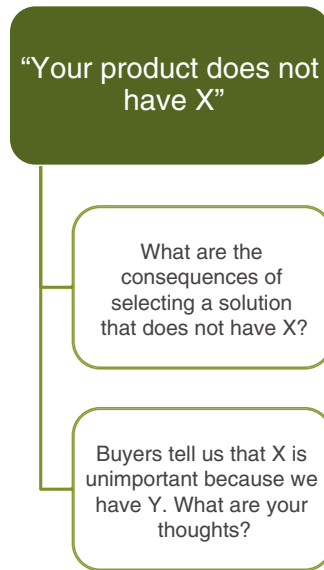 “Your product does not
have X”
What are the
consequences of
selecting a solution
that does not have X?
Buyers tell us that X is
unimportant because we
have Y. What are your
thoughts?